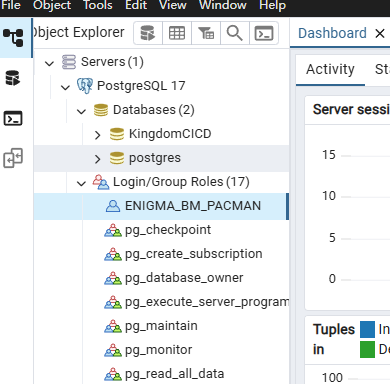 File Object Tools Edit View Window Help
Object Explorer
Dashboard
Servers (1)
PostgreSQL 17
Databases (2)
KingdomCICD
postgres
Login/Group Roles (17)
ENIGMA_BM_PACMAN
pg_checkpoint
pg_create_subscription
pg_database_owner
pg_execute_server_program
pg_maintain
pg_monitor
pg_read_all_data
Activity
Server sessi
15
10
5
0
Tuples
in
In
De
100